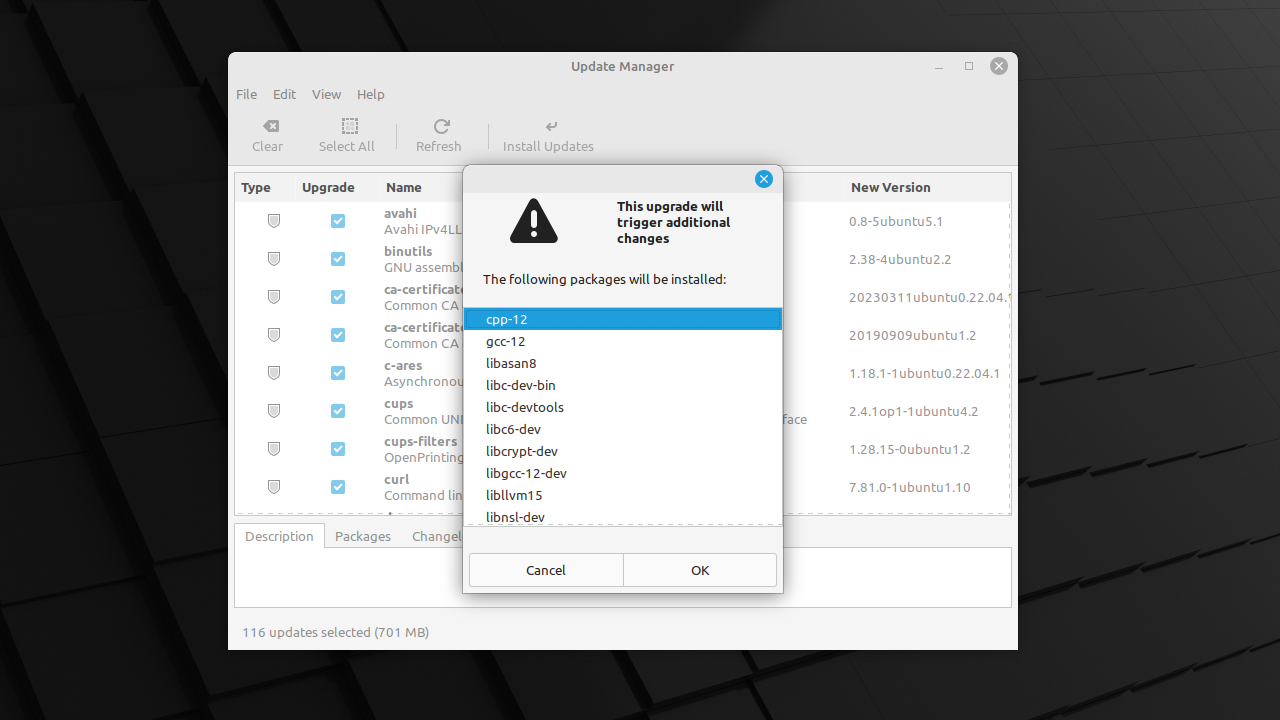 Update Manager
File Edit View Help
Clear Select All Refresh Install Updates
Type Upgrade Name New Version
avahi
Avahi IPv4LL
0.8-5ubuntu5.1
binutils
GNU assembl
2.38-4ubuntu2.2
ca-certificate
Common CA
20230311ubuntu0.22.04.1
ca-certificate
Common CA
20190909ubuntu1.2
c-ares
Asynchronou
1.18.1-1ubuntu0.22.04.1
cups
Common UNI
face
2.4.1op1-1ubuntu4.2
cups-filters
OpenPrinting
1.28.15-0ubuntu1.2
curl
Command lin
7.81.0-1ubuntu1.10
This upgrade will
trigger additional
changes
The following packages will be installed:
cpp-12
gcc-12
libasan8
libc-dev-bin
libc-devtools
libc6-dev
libcrypt-dev
libgcc-12-dev
libllvm15
libnsl-dev
Cancel OK
Description Packages Changel
116 updates selected (701 MB)